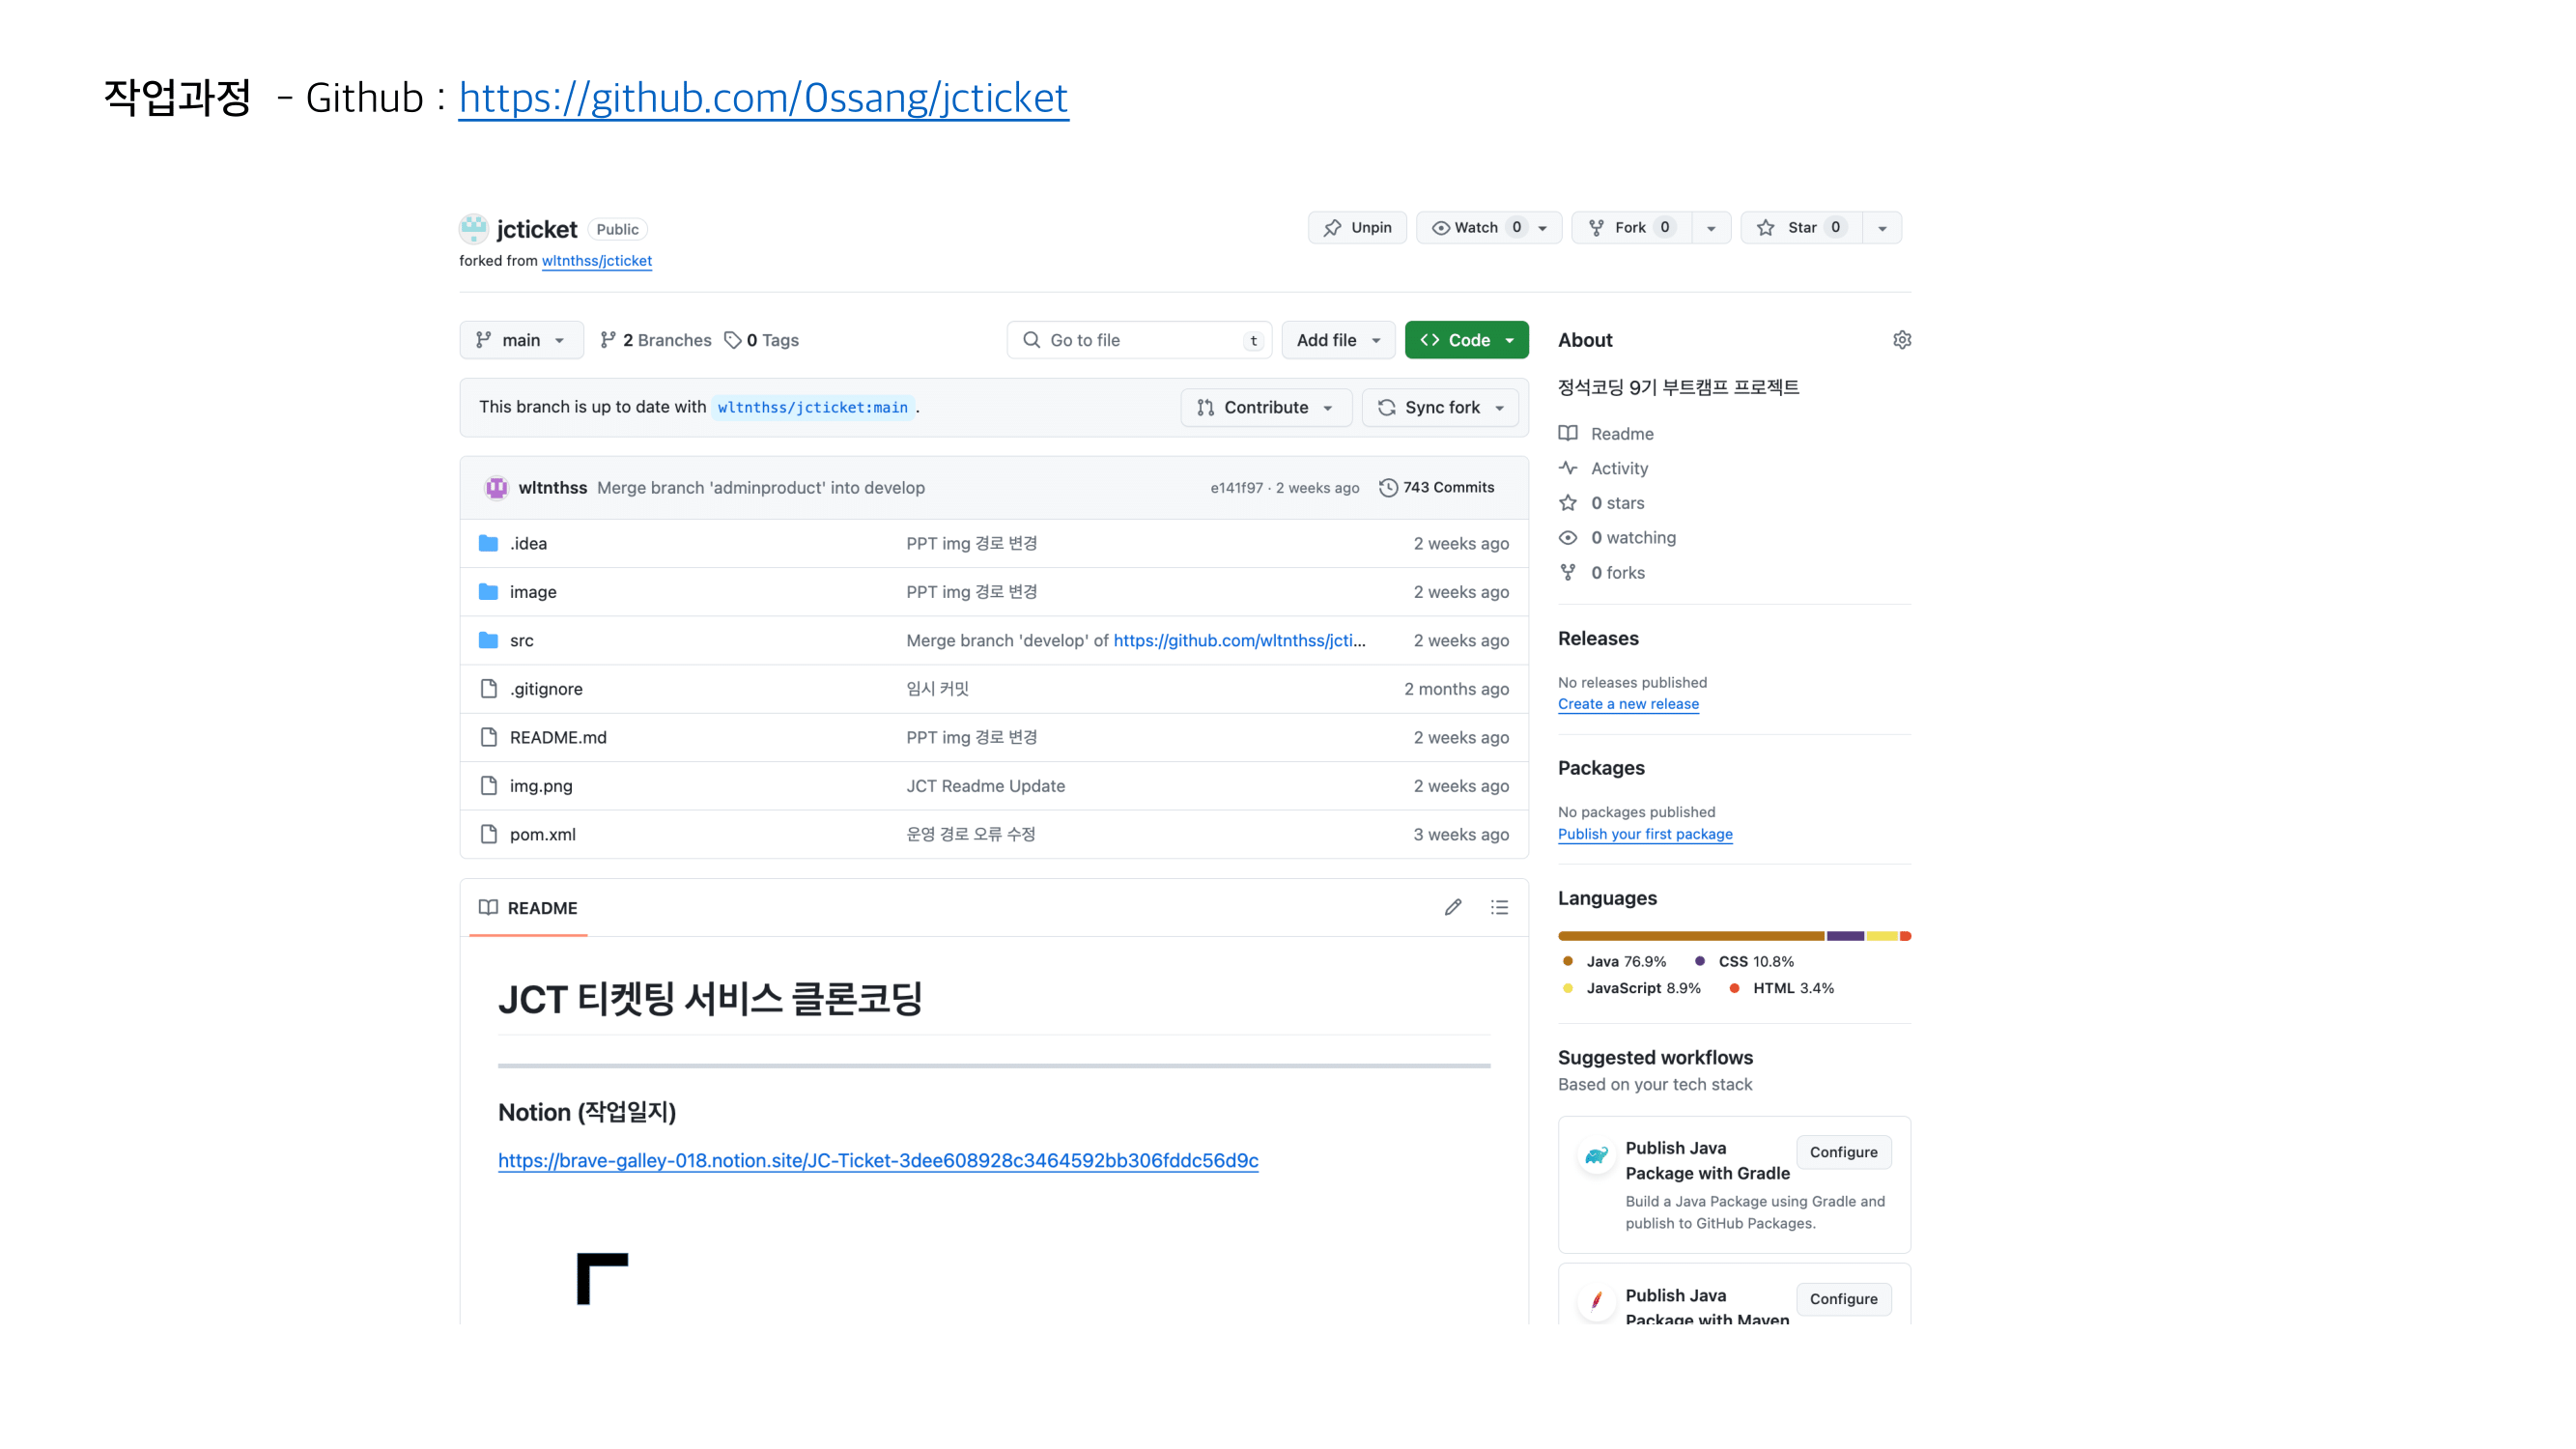 작업과정 - Github : https://github.com/0ssang/jcticket
jcticket Public
Unpin Watch 0 Fork 0 Star 0
forked from wltnthss/jcticket
main 2 Branches 0 Tags Go to file t Add file Code
This branch is up to date with wltnthss/jcticket:main . Contribute Sync fork
wltnthss Merge branch 'adminproduct' into develop e141f97 · 2 weeks ago 743 Commits
.idea PPT img 경로 변경 2 weeks ago
image PPT img 경로 변경 2 weeks ago
src Merge branch 'develop' of https://github.com/wltnthss/jcti... 2 weeks ago
.gitignore 임시 커밋 2 months ago
README.md PPT img 경로 변경 2 weeks ago
img.png JCT Readme Update 2 weeks ago
pom.xml 운영 경로 오류 수정 3 weeks ago
README
JCT 티켓팅 서비스 클론코딩
Notion (작업일지)
https://brave-galley-018.notion.site/JC-Ticket-3dee608928c3464592bb306fddc56d9c
About
정석코딩 9기 부트캠프 프로젝트
Readme
Activity
0 stars
0 watching
0 forks
Releases
No releases published
Create a new release
Packages
No packages published
Publish your first package
Languages
Java 76.9% CSS 10.8%
JavaScript 8.9% HTML 3.4%
Suggested workflows
Based on your tech stack
Publish Java
Package with Gradle
Configure
Build a Java Package using Gradle and
publish to GitHub Packages.
Publish Java
Package with Maven
Configure